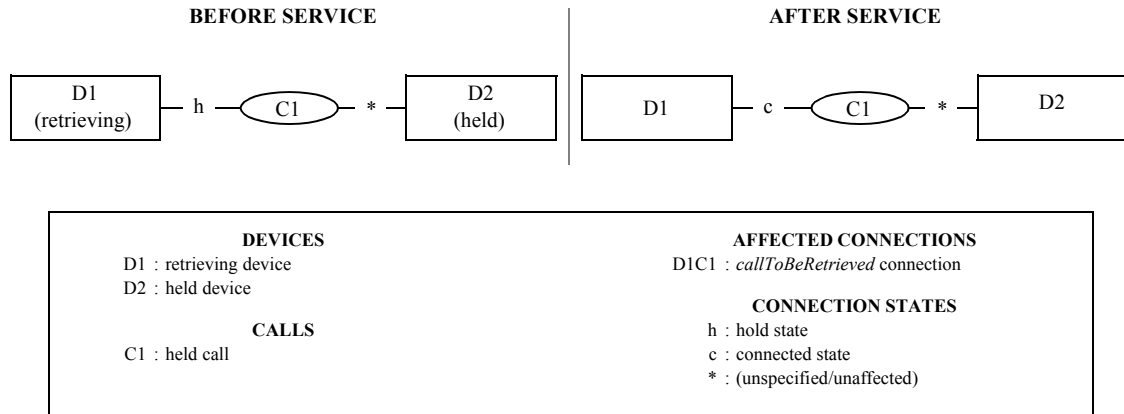 BEFORE SERVICE
D1
(retrieving)
h
C1
*
D2
(held)
AFTER SERVICE
D1
c
C1
*
D2
DEVICES
D1 : retrieving device
D2 : held device
CALLS
C1 : held call
AFFECTED CONNECTIONS
D1C1 : callToBeRetrieved connection
CONNECTION STATES
h : hold state
c : connected state
* : (unspecified/unaffected)